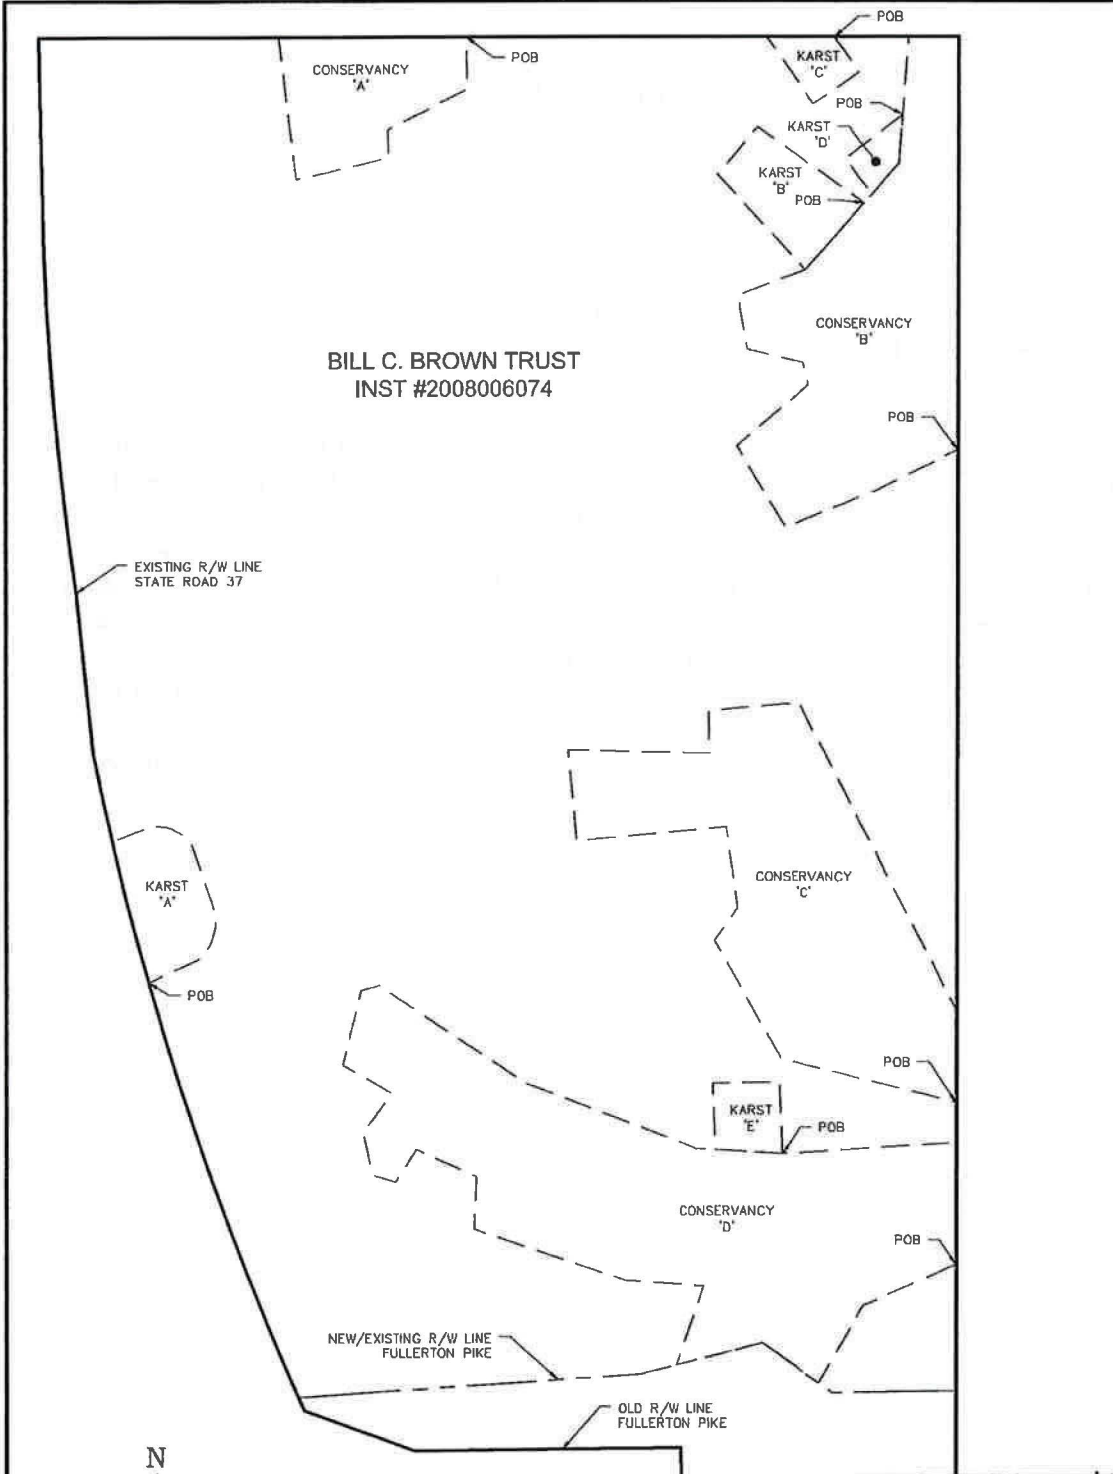 POB
CONSERVANCY
"A"
POB
KARST
"C"
POB
KARST
"D"
KARST
"B"
POB
CONSERVANCY
"B"
BILL C. BROWN TRUST
INST #2008006074
POB
EXISTING R/W LINE
STATE ROAD 37
CONSERVANCY
"C"
KARST
"A"
POB
POB
KARST
"E"
POB
CONSERVANCY
"D"
POB
NEW/EXISTING R/W LINE
FULLERTON PIKE
OLD R/W LINE
FULLERTON PIKE
N